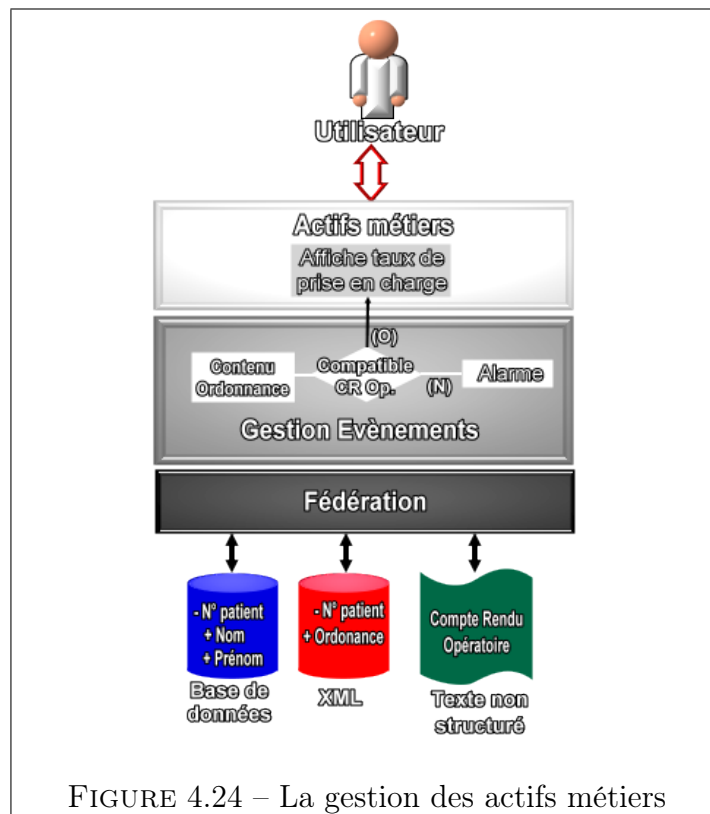 Utilisateur
Actifs métiers
Affiche taux de
prise en charge
(O)
Contenu
Ordonnance
Compatible
CR Op.
(N)
Alarme
Gestion Evènements
Fédération
- N° patient
+ Nom
+ Prénom
Base de
données
- N° patient
+ Ordonance
XML
Compte Rendu
Opératoire
Texte non
structuré
FIGURE 4.24 – La gestion des actifs métiers